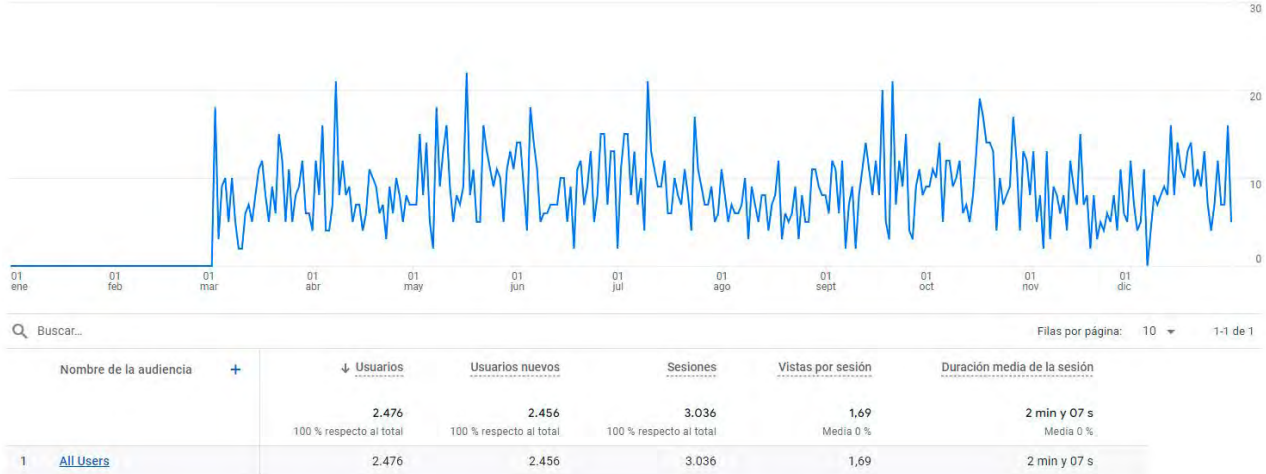 30
20
10
0
01 01 01 01 01 01 01 01 01 01 01 01
ene feb mar abr may jun jul ago sept oct nov dic
Buscar... Filas por página: 10 1-1 de 1
Nombre de la audiencia + ↓ Usuarios Usuarios nuevos Sesiones Vistas por sesión Duración media de la sesión
2.476 2.456 3.036 1,69 2 min y 07 s
100 % respecto al total 100 % respecto al total 100 % respecto al total Media 0 % Media 0 %
1 All Users 2.476 2.456 3.036 1,69 2 min y 07 s